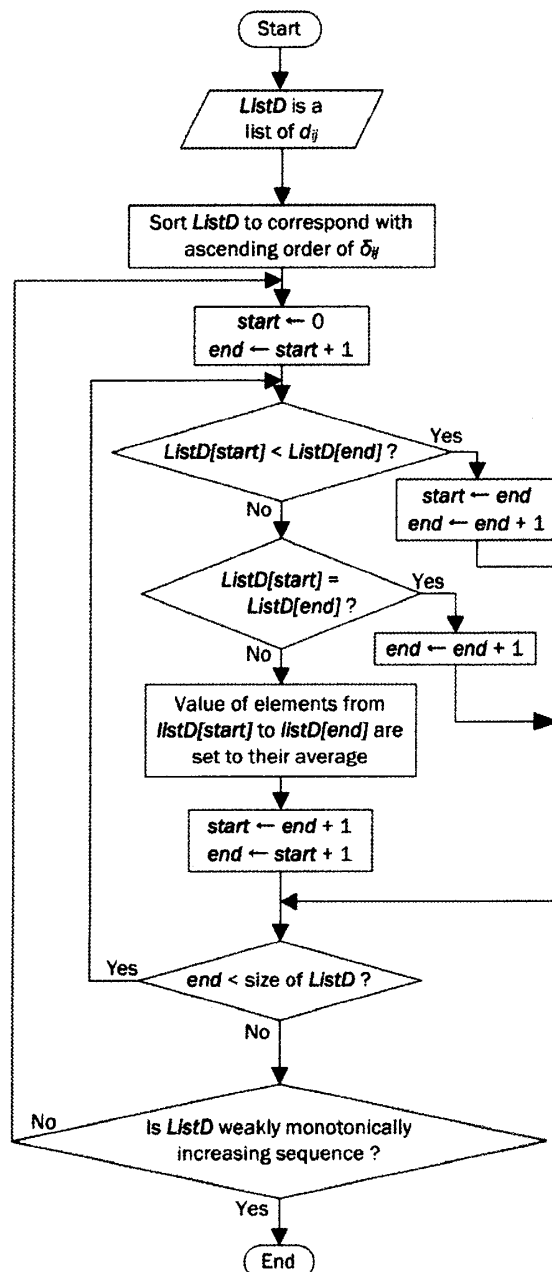 Start
ListD is a
list of dij
Sort ListD to correspond with
ascending order of δij
start ← 0
end ← start + 1
ListD[start] < ListD[end] ?
Yes
start ← end
end ← end + 1
No
ListD[start] =
ListD[end] ?
Yes
end ← end + 1
No
Value of elements from
listD[start] to listD[end] are
set to their average
start ← end + 1
end ← start + 1
Yes
end < size of ListD ?
No
No
Is ListD weakly monotonically
increasing sequence ?
Yes
End